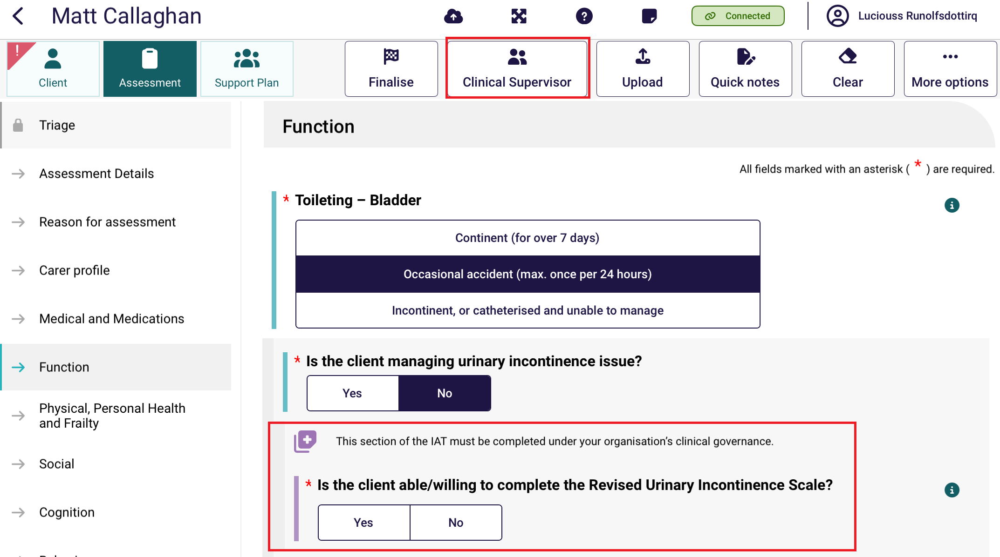 Matt Callaghan
Connected
Luciouss Runolfsdottirq
!
Client
Assessment
Support Plan
Finalise
Clinical Supervisor
Upload
Quick notes
Clear
More options
Triage
Assessment Details
Reason for assessment
Carer profile
Medical and Medications
Function
Physical, Personal Health
and Frailty
Social
Cognition
Function
All fields marked with an asterisk ( * ) are required.
* Toileting – Bladder
Continent (for over 7 days)
Occasional accident (max. once per 24 hours)
Incontinent, or catheterised and unable to manage
* Is the client managing urinary incontinence issue?
Yes No
This section of the IAT must be completed under your organisation’s clinical governance.
* Is the client able/willing to complete the Revised Urinary Incontinence Scale?
Yes No